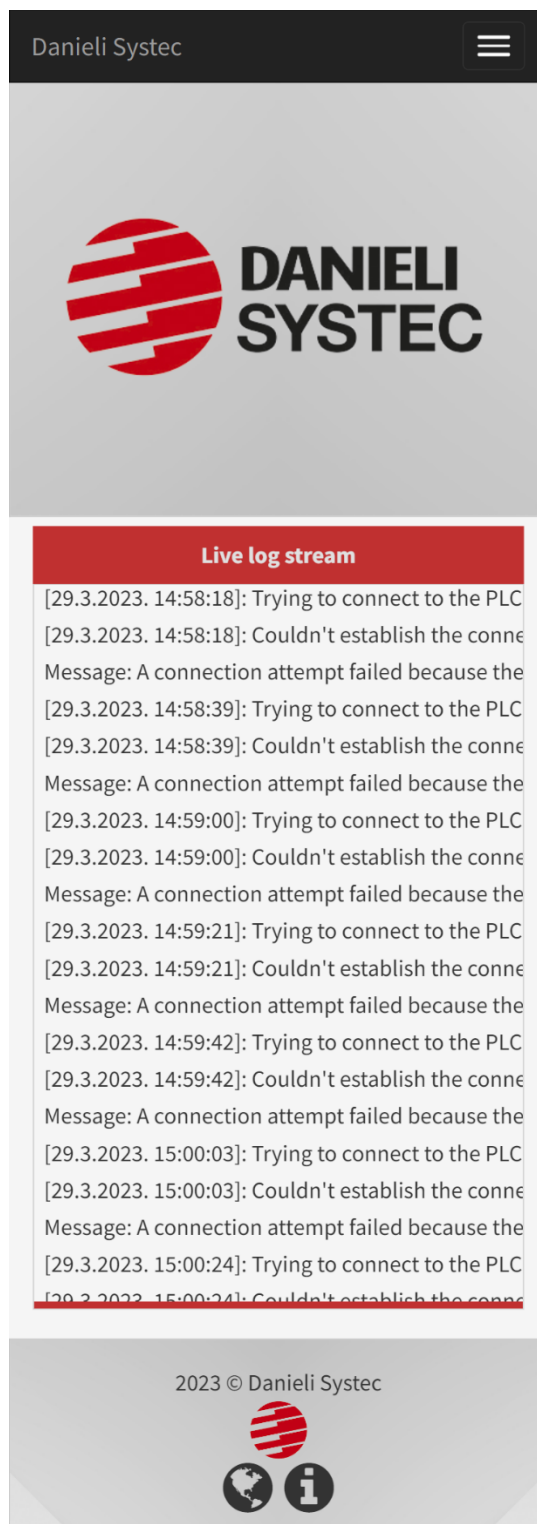 Danieli Systec
DANIELI
SYSTEC
Live log stream
[29.3.2023. 14:58:18]: Trying to connect to the PLC
[29.3.2023. 14:58:18]: Couldn't establish the conne
Message: A connection attempt failed because the
[29.3.2023. 14:58:39]: Trying to connect to the PLC
[29.3.2023. 14:58:39]: Couldn't establish the conne
Message: A connection attempt failed because the
[29.3.2023. 14:59:00]: Trying to connect to the PLC
[29.3.2023. 14:59:00]: Couldn't establish the conne
Message: A connection attempt failed because the
[29.3.2023. 14:59:21]: Trying to connect to the PLC
[29.3.2023. 14:59:21]: Couldn't establish the conne
Message: A connection attempt failed because the
[29.3.2023. 14:59:42]: Trying to connect to the PLC
[29.3.2023. 14:59:42]: Couldn't establish the conne
Message: A connection attempt failed because the
[29.3.2023. 15:00:03]: Trying to connect to the PLC
[29.3.2023. 15:00:03]: Couldn't establish the conne
Message: A connection attempt failed because the
[29.3.2023. 15:00:24]: Trying to connect to the PLC
[29.3.2023. 15:00:24]: Couldn't establish the conne
2023 © Danieli Systec